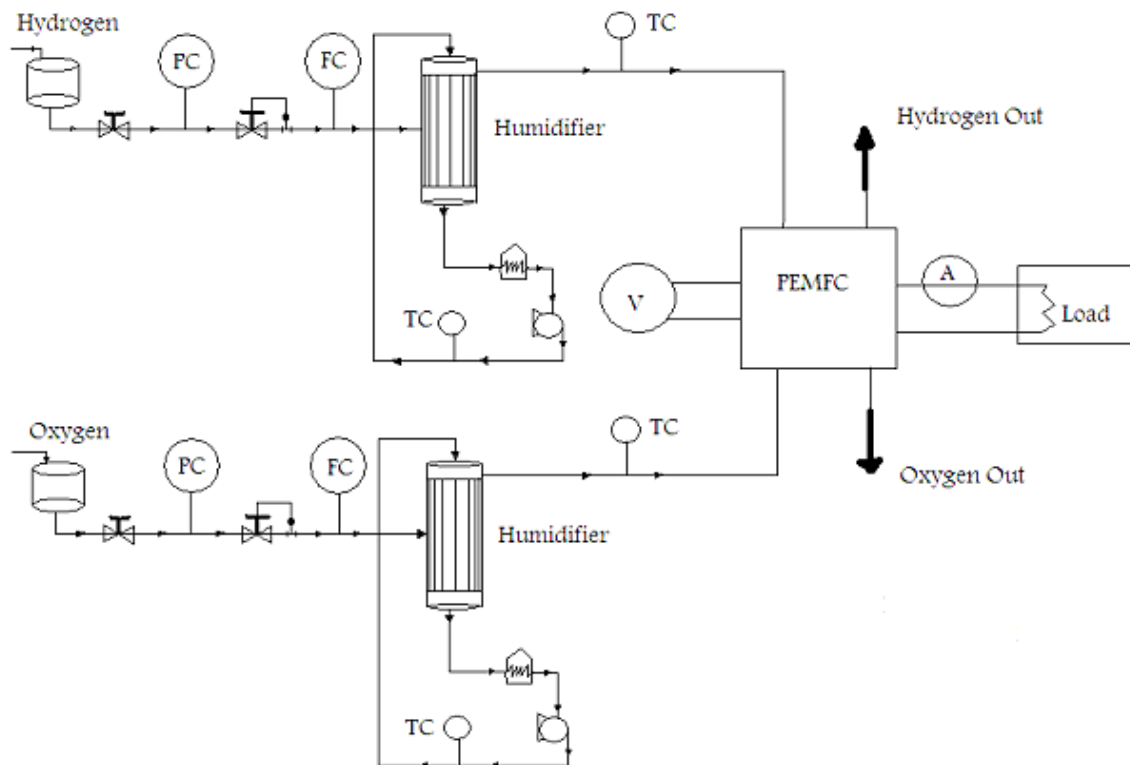 Hydrogen
PC
FC
TC
Humidifier
Hydrogen Out
TC
V
PEMFC
A
Load
Oxygen
PC
FC
TC
Humidifier
Oxygen Out
TC